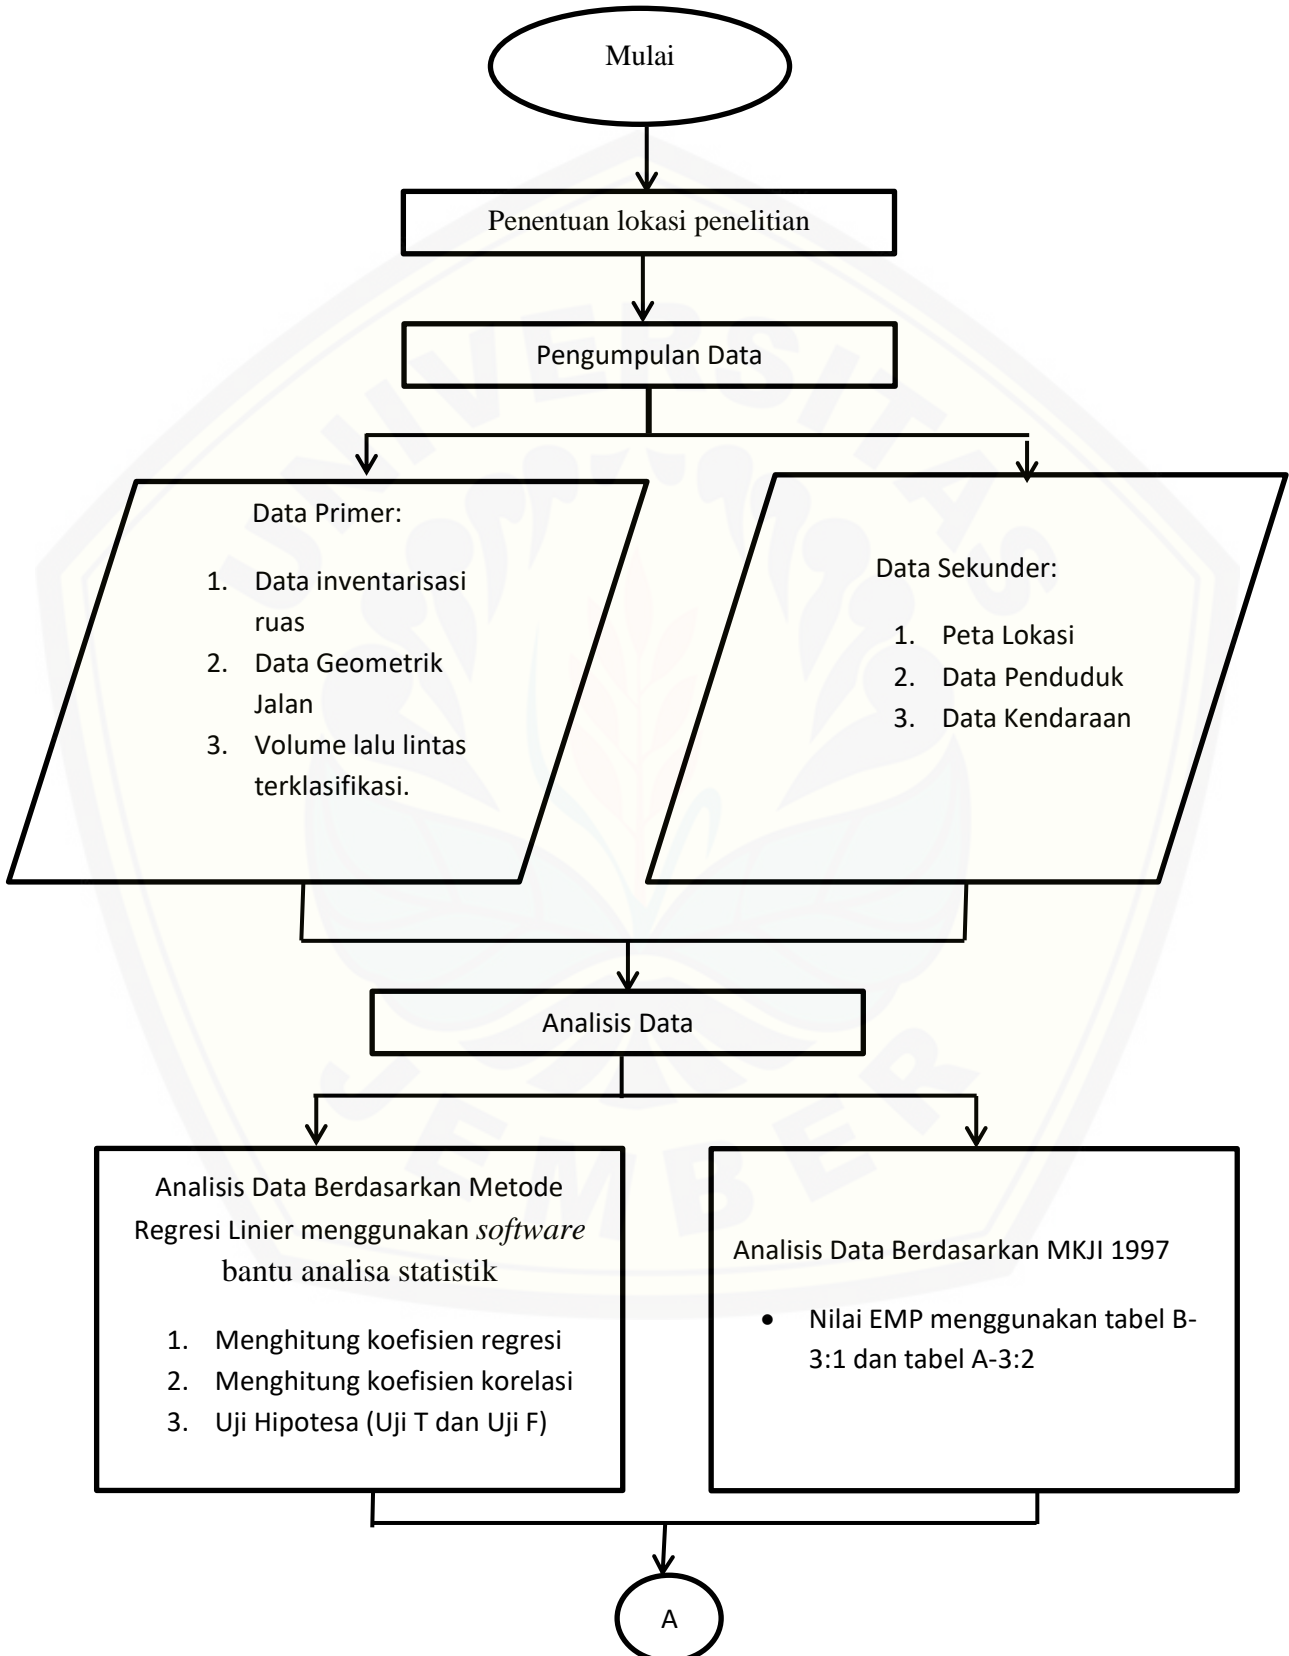 Mulai
Penentuan lokasi penelitian
Pengumpulan Data
Data Primer:
1. Data inventarisasi
ruas
2. Data Geometrik
Jalan
3. Volume lalu lintas
terklasifikasi.
Data Sekunder:
1. Peta Lokasi
2. Data Penduduk
3. Data Kendaraan
Analisis Data
Analisis Data Berdasarkan Metode
Regresi Linier menggunakan software
bantu analisa statistik
1. Menghitung koefisien regresi
2. Menghitung koefisien korelasi
3. Uji Hipotesa (Uji T dan Uji F)
Analisis Data Berdasarkan MKJI 1997
• Nilai EMP menggunakan tabel B-
3:1 dan tabel A-3:2
A
UNIVERSITAS
JEMBER